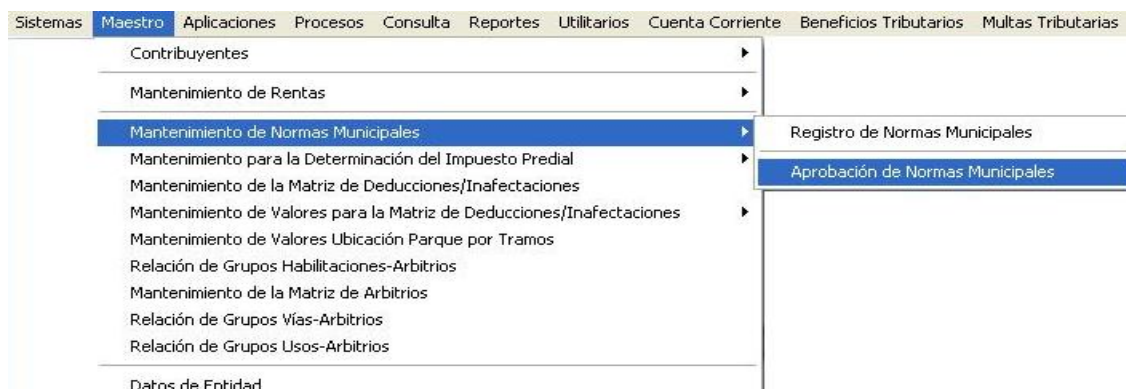 Sistemas Maestro Aplicaciones Procesos Consulta Reportes Utilitarios Cuenta Corriente Beneficios Tributarios Multas Tributarias
Contribuyentes
Mantenimiento de Rentas
Mantenimiento de Normas Municipales
Registro de Normas Municipales
Aprobación de Normas Municipales
Mantenimiento para la Determinación del Impuesto Predial
Mantenimiento de la Matriz de Deducciones/Inafectaciones
Mantenimiento de Valores para la Matriz de Deducciones/Inafectaciones
Mantenimiento de Valores Ubicación Parque por Tramos
Relación de Grupos Habilitaciones-Arbitrios
Mantenimiento de la Matriz de Arbitrios
Relación de Grupos Vías-Arbitrios
Relación de Grupos Usos-Arbitrios
Datos de Entidad